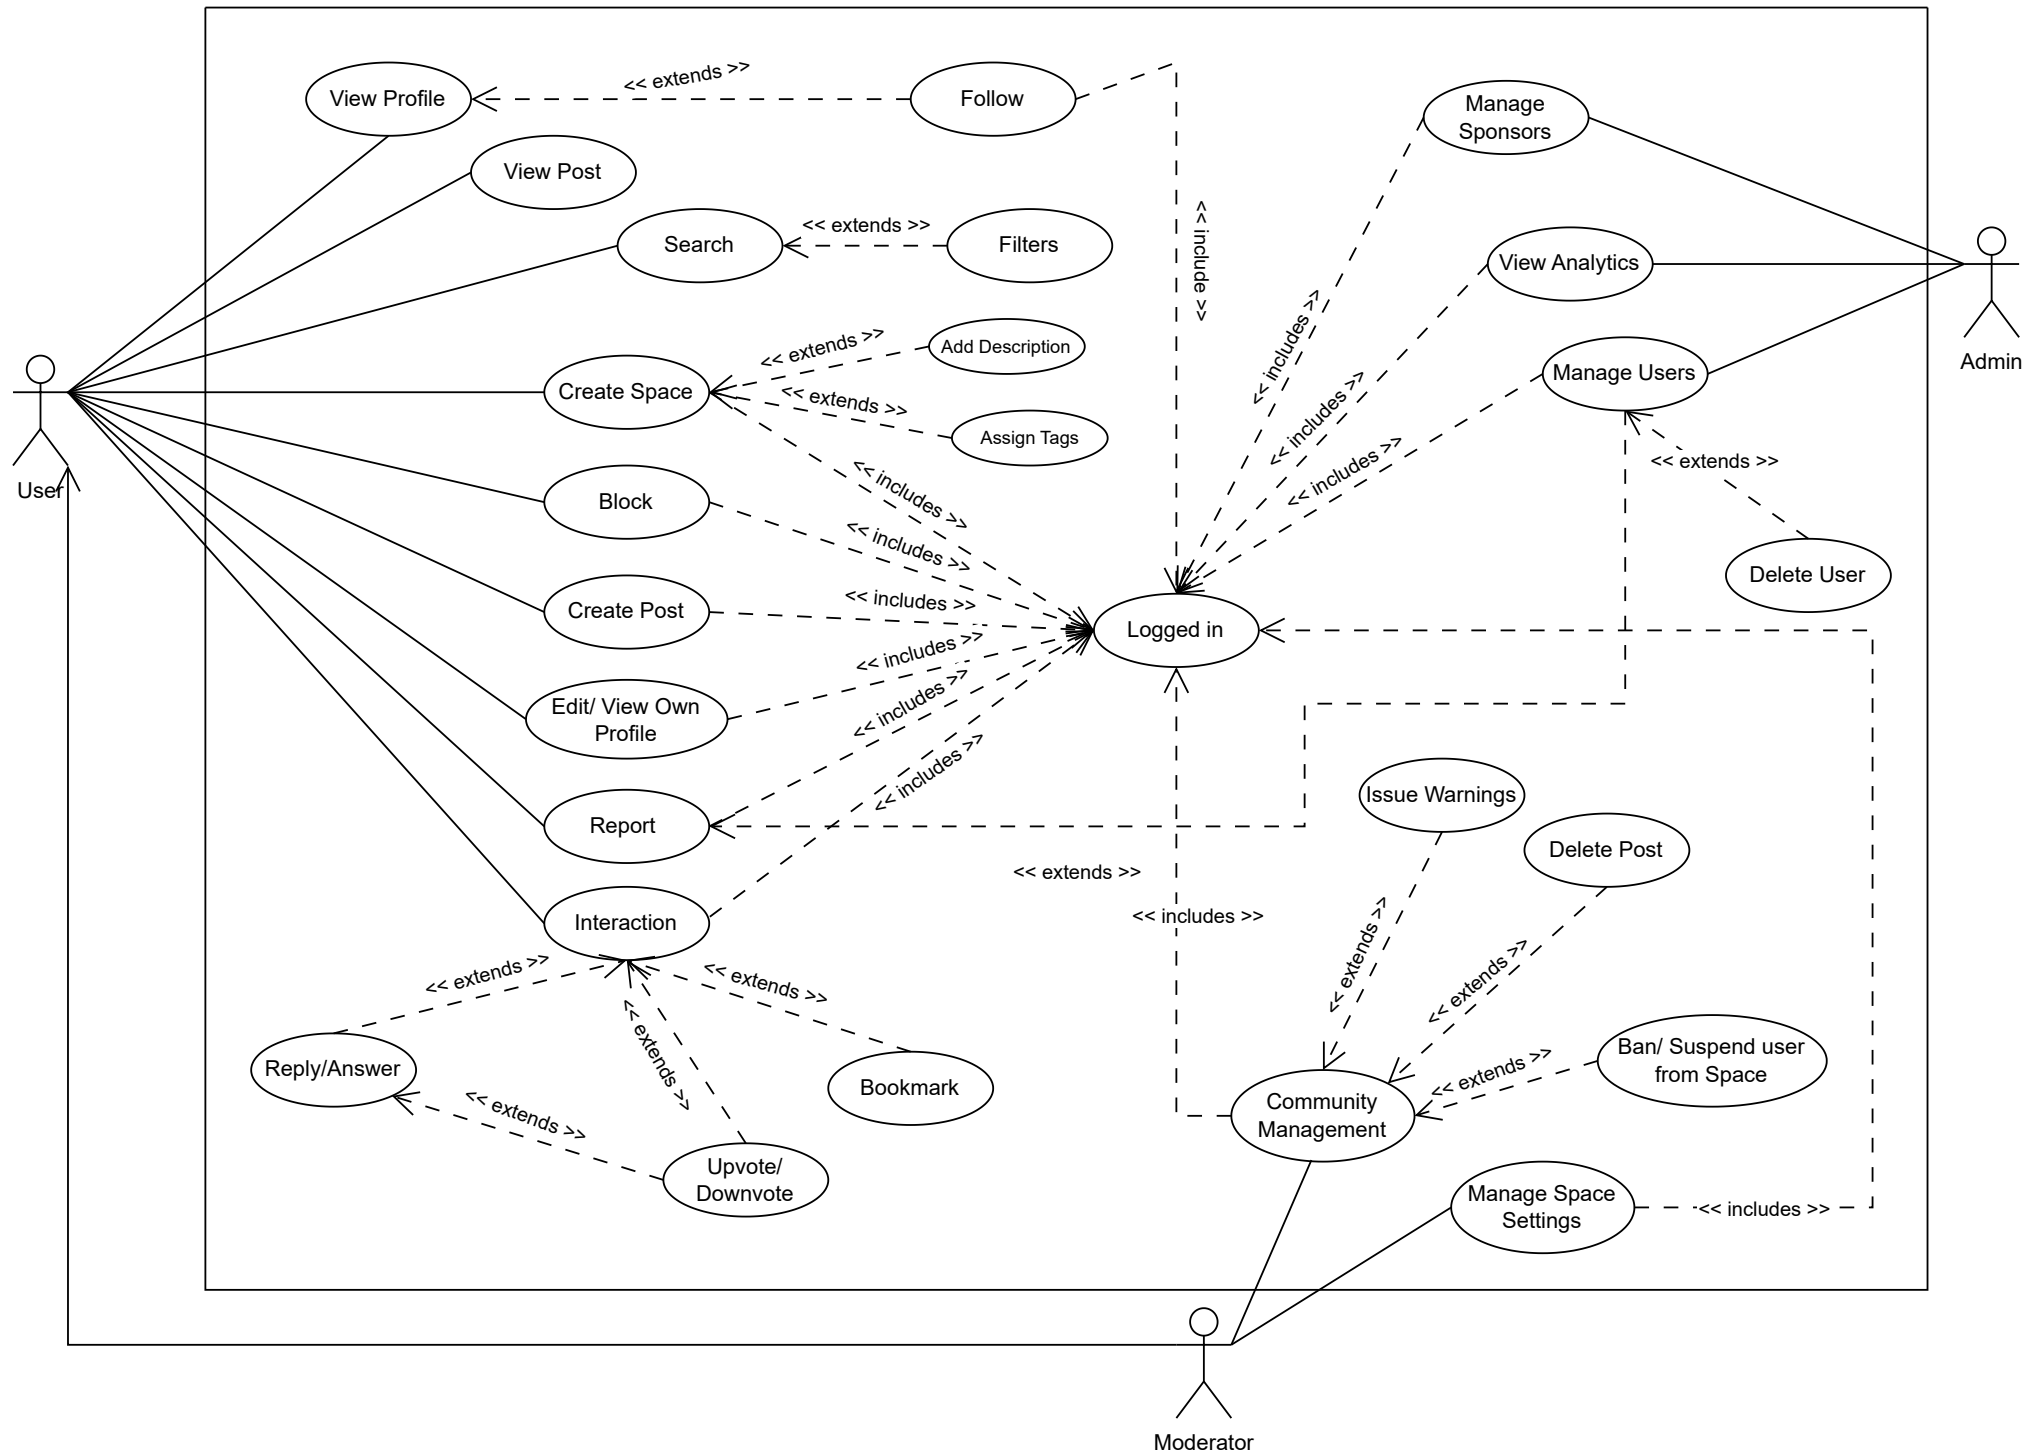 View Profile
<< extends >>
Follow
Manage
Sponsors
View Post
Search
<< extends >>
Filters
<< include >>
View Analytics
Admin
<< includes >>
Create Space
<< extends >>
Add Description
<< extends >>
Assign Tags
<< includes >>
Manage Users
<< includes >>
<< extends >>
User
Block
<< includes >>
<< includes >>
Delete User
Create Post
<< includes >>
Logged in
<< includes >>
Edit/ View Own
Profile
<< includes >>
<< includes >>
Issue Warnings
Report
Delete Post
<< extends >>
<< includes >>
Interaction
<< extends >>
<< extends >>
<< extends >>
<< extends >>
<< extends >>
Reply/Answer
Bookmark
Ban/ Suspend user
from Space
<< extends >>
<< extends >>
Community
Management
Upvote/
Downvote
Manage Space
Settings
<< includes >>
Moderator